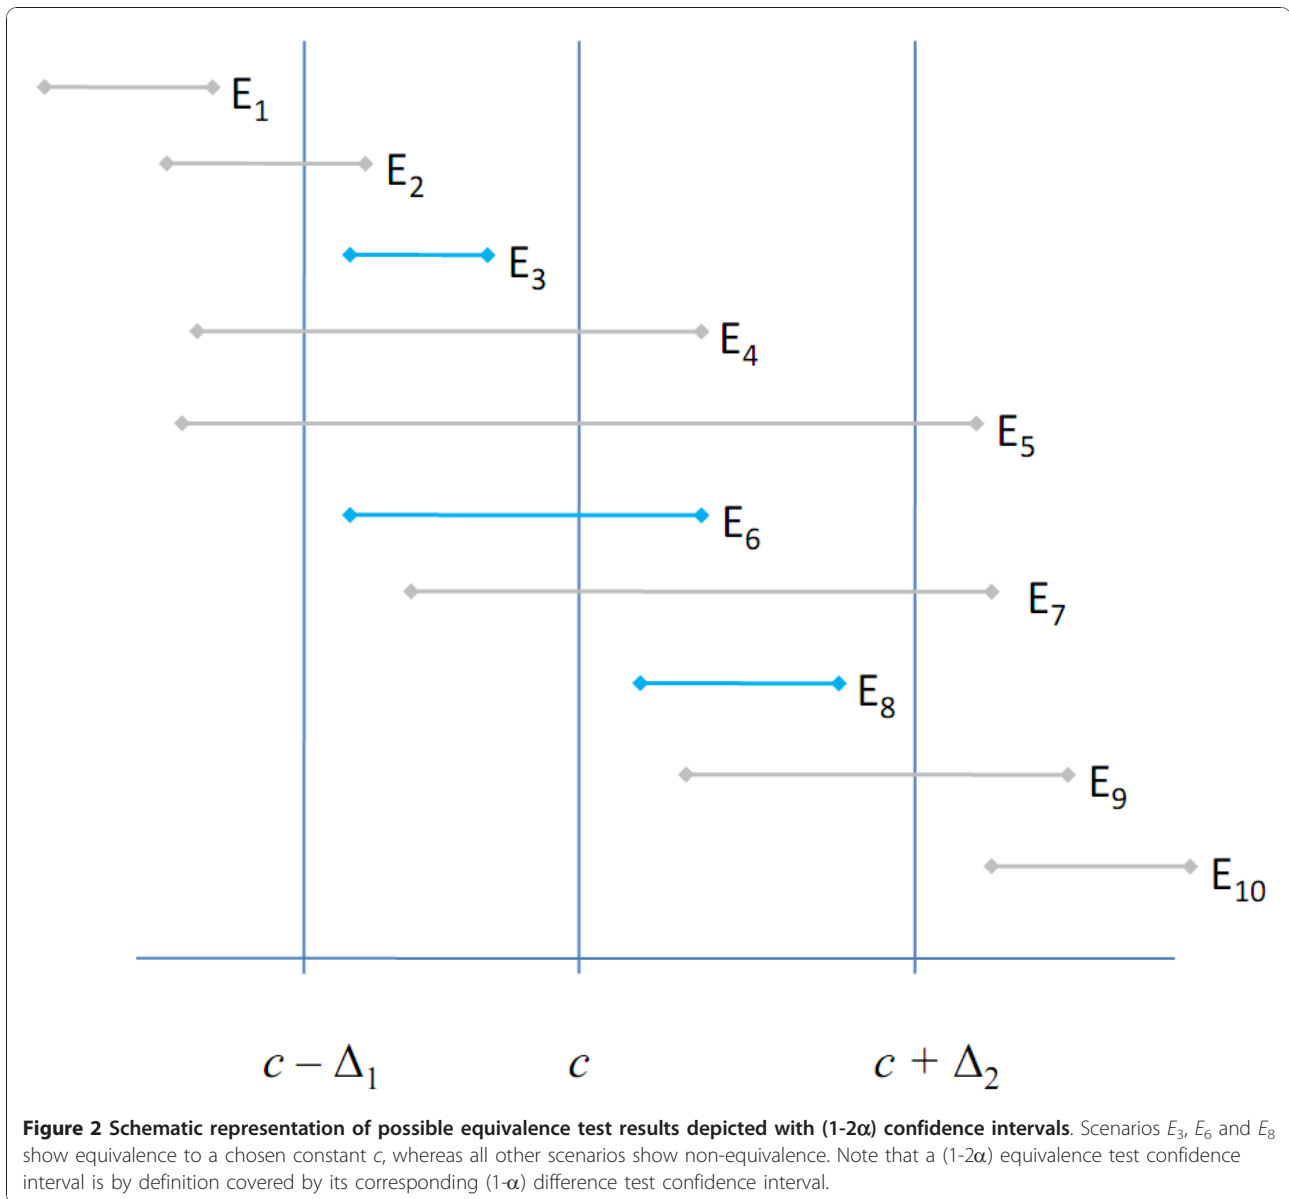 E1
E2
E3
E4
E5
E6
E7
E8
E9
E10
c – Δ1 c c + Δ2
Figure 2 Schematic representation of possible equivalence test results depicted with (1-2α) confidence intervals. Scenarios E3, E6 and E8
show equivalence to a chosen constant c, whereas all other scenarios show non-equivalence. Note that a (1-2α) equivalence test confidence
interval is by definition covered by its corresponding (1-α) difference test confidence interval.